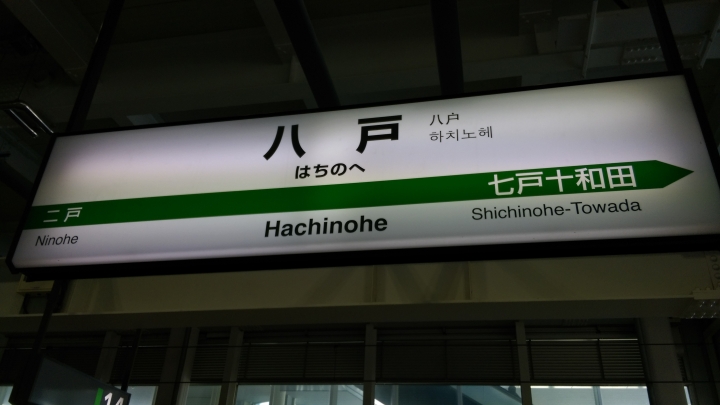 八戸
八户
하치노헤
はちのへ
二戸
七戸十和田
Ninohe
Hachinohe
Shichinohe-Towada
14